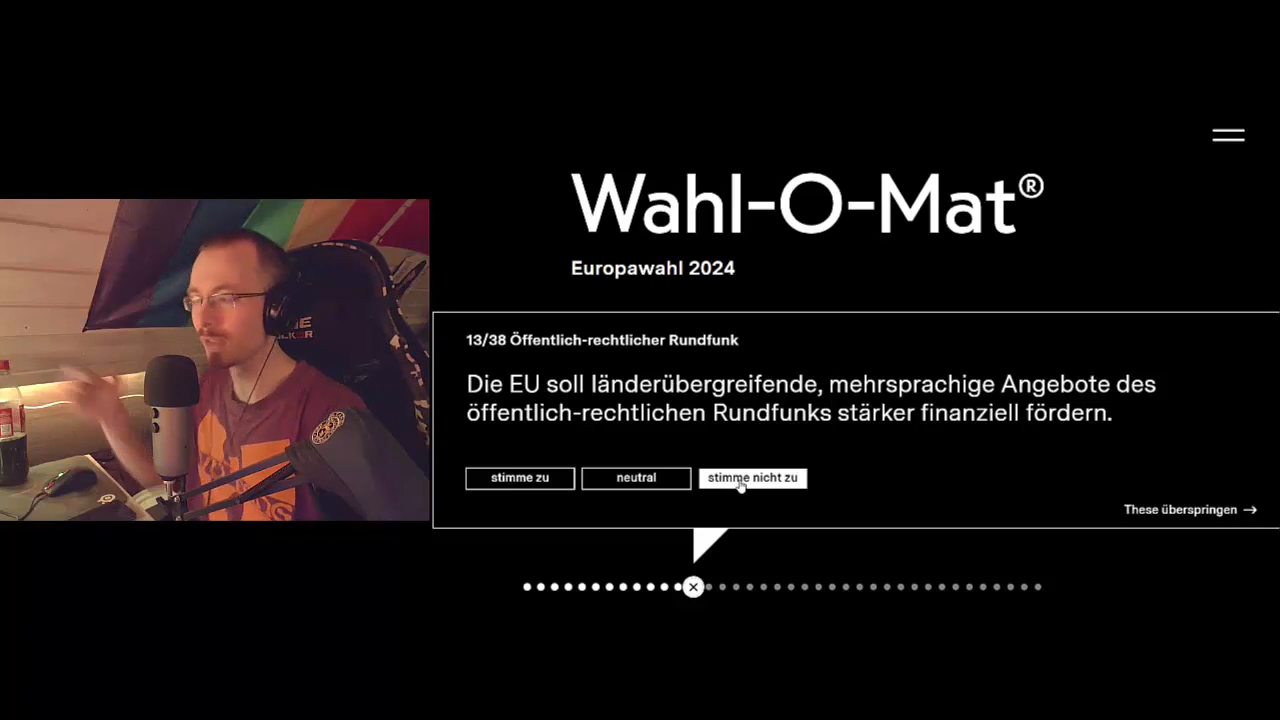 Wahl-O-Mat®
Europawahl 2024
13/38 Öffentlich-rechtlicher Rundfunk
Die EU soll länderübergreifende, mehrsprachige Angebote des
öffentlich-rechtlichen Rundfunks stärker finanziell fördern.
stimme zu
neutral
stimme nicht zu
These überspringen →